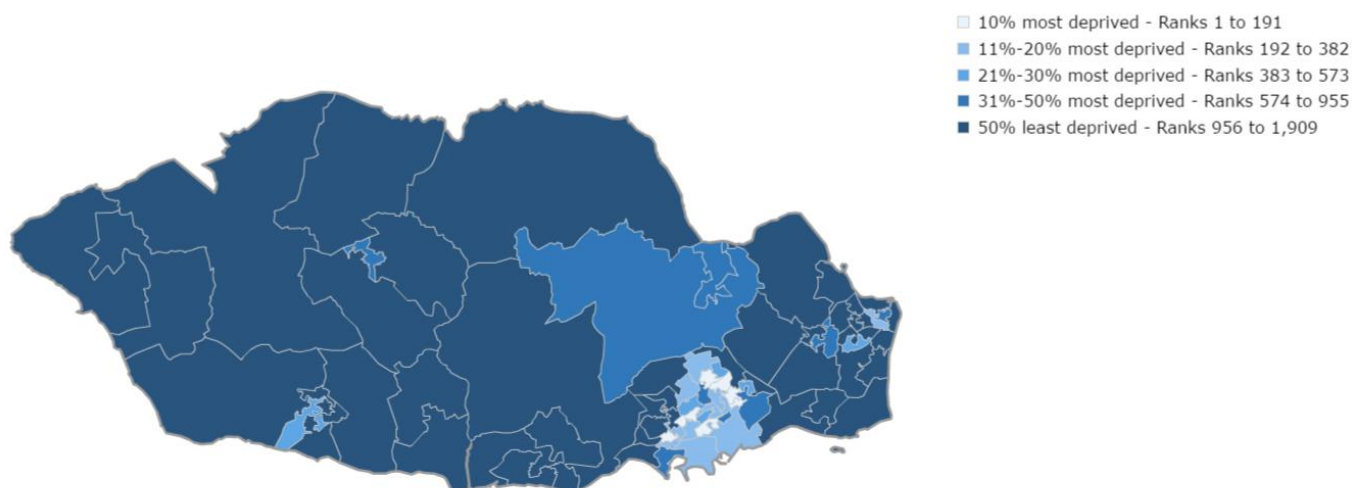 10% most deprived - Ranks 1 to 191
11%-20% most deprived - Ranks 192 to 382
21%-30% most deprived - Ranks 383 to 573
31%-50% most deprived - Ranks 574 to 955
50% least deprived - Ranks 956 to 1,909